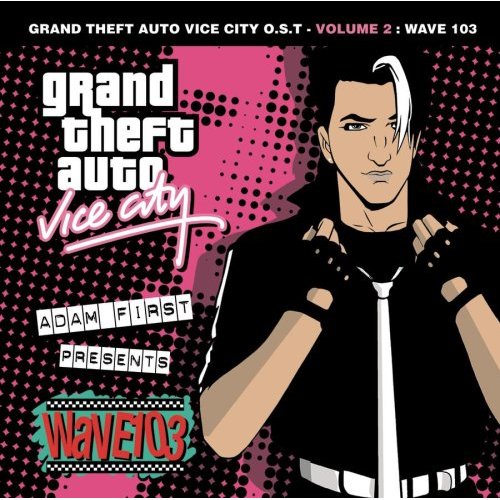 GRAND THEFT AUTO VICE CITY O.S.T - VOLUME 2 : WAVE 103
grand
theft
auto
Vice City
ADAM FIRST
PRESENTS
WAVE103